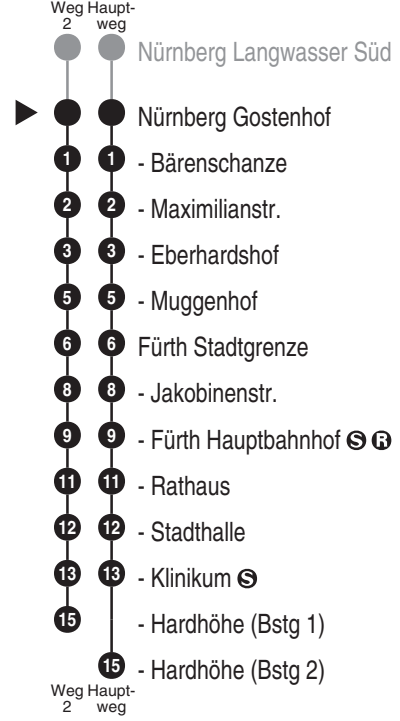 Weg Haupt-
2 weg
Nürnberg Langwasser Süd
Nürnberg Gostenhof
1 1 - Bärenschanze
2 2 - Maximilianstr.
3 3 - Eberhardshof
5 5 - Muggenhof
6 6 Fürth Stadtgrenze
8 8 - Jakobinenstr.
9 9 - Fürth Hauptbahnhof S R
11 11 - Rathaus
12 12 - Stadthalle
13 13 - Klinikum S
15 - Hardhöhe (Bstg 1)
15 - Hardhöhe (Bstg 2)
Weg Haupt-
2 weg